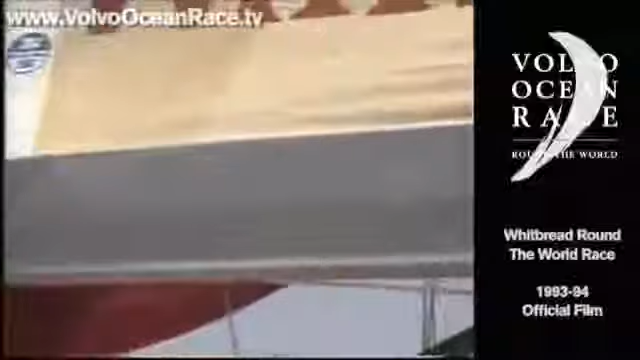 www.VolvoOceanRace.tv
VOLVO
OCEAN
RACE
ROUND THE WORLD
Whitbread Round
The World Race
1993-94
Official Film